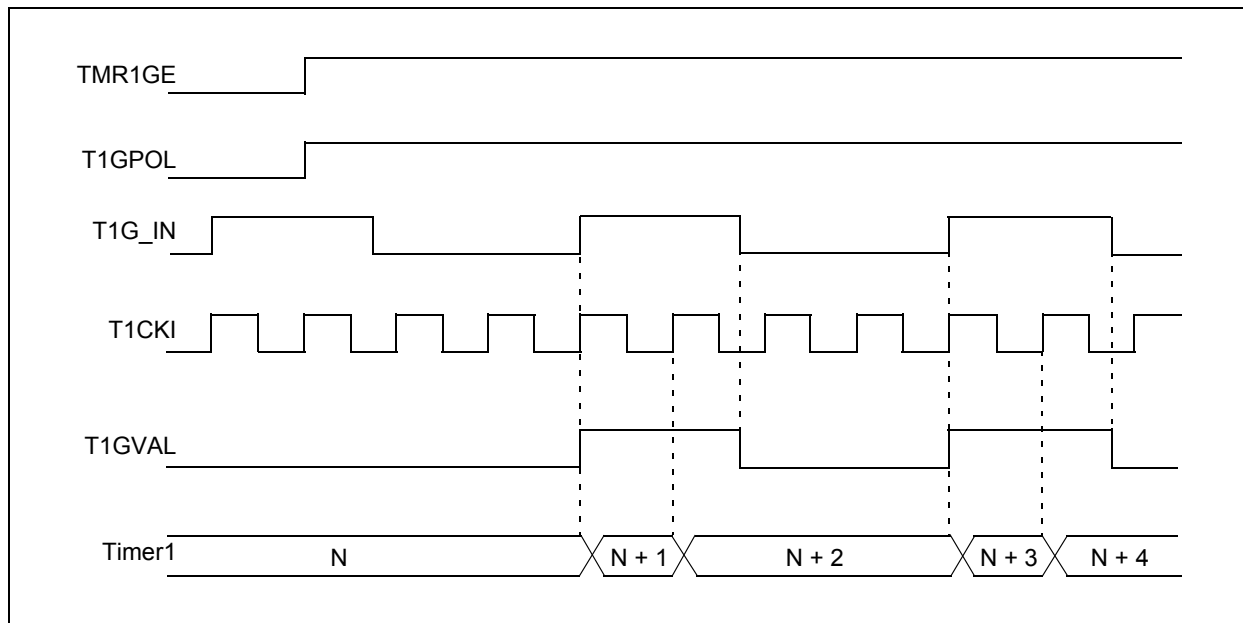 TMR1GE
T1GPOL
T1G_IN
T1CKI
T1GVAL
Timer1 N N + 1 N + 2 N + 3 N + 4